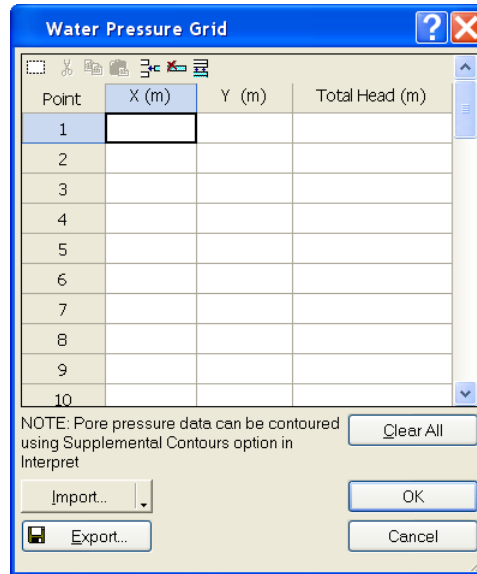 Water Pressure Grid
Point X (m) Y (m) Total Head (m)
1
2
3
4
5
6
7
8
9
10
NOTE: Pore pressure data can be contoured
using Supplemental Contours option in
Interpret
Clear All
Import...
OK
Export...
Cancel